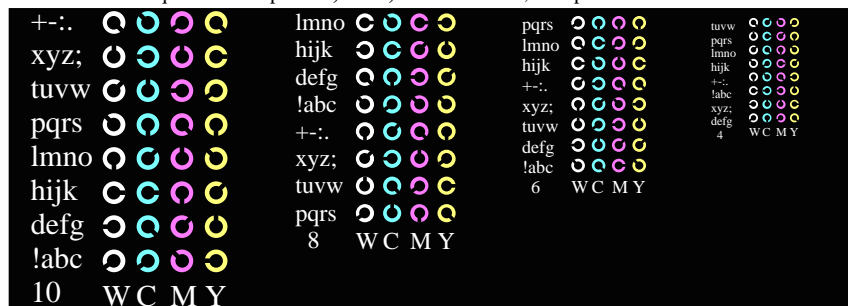 +-:.
xyz;
tuvw
pqrs
lmno
hijk
defg
!abc
10 W C M Y
lmno
hijk
defg
!abc
+-:.
xyz;
tuvw
pqrs
8 W C M Y
pqrs
lmno
hijk
+-:.
xyz;
tuvw
defg
!abc
6 W C M Y
tuvw
pqrs
lmno
hijk
+-:.
!abc
xyz;
defg
4 W C M Y